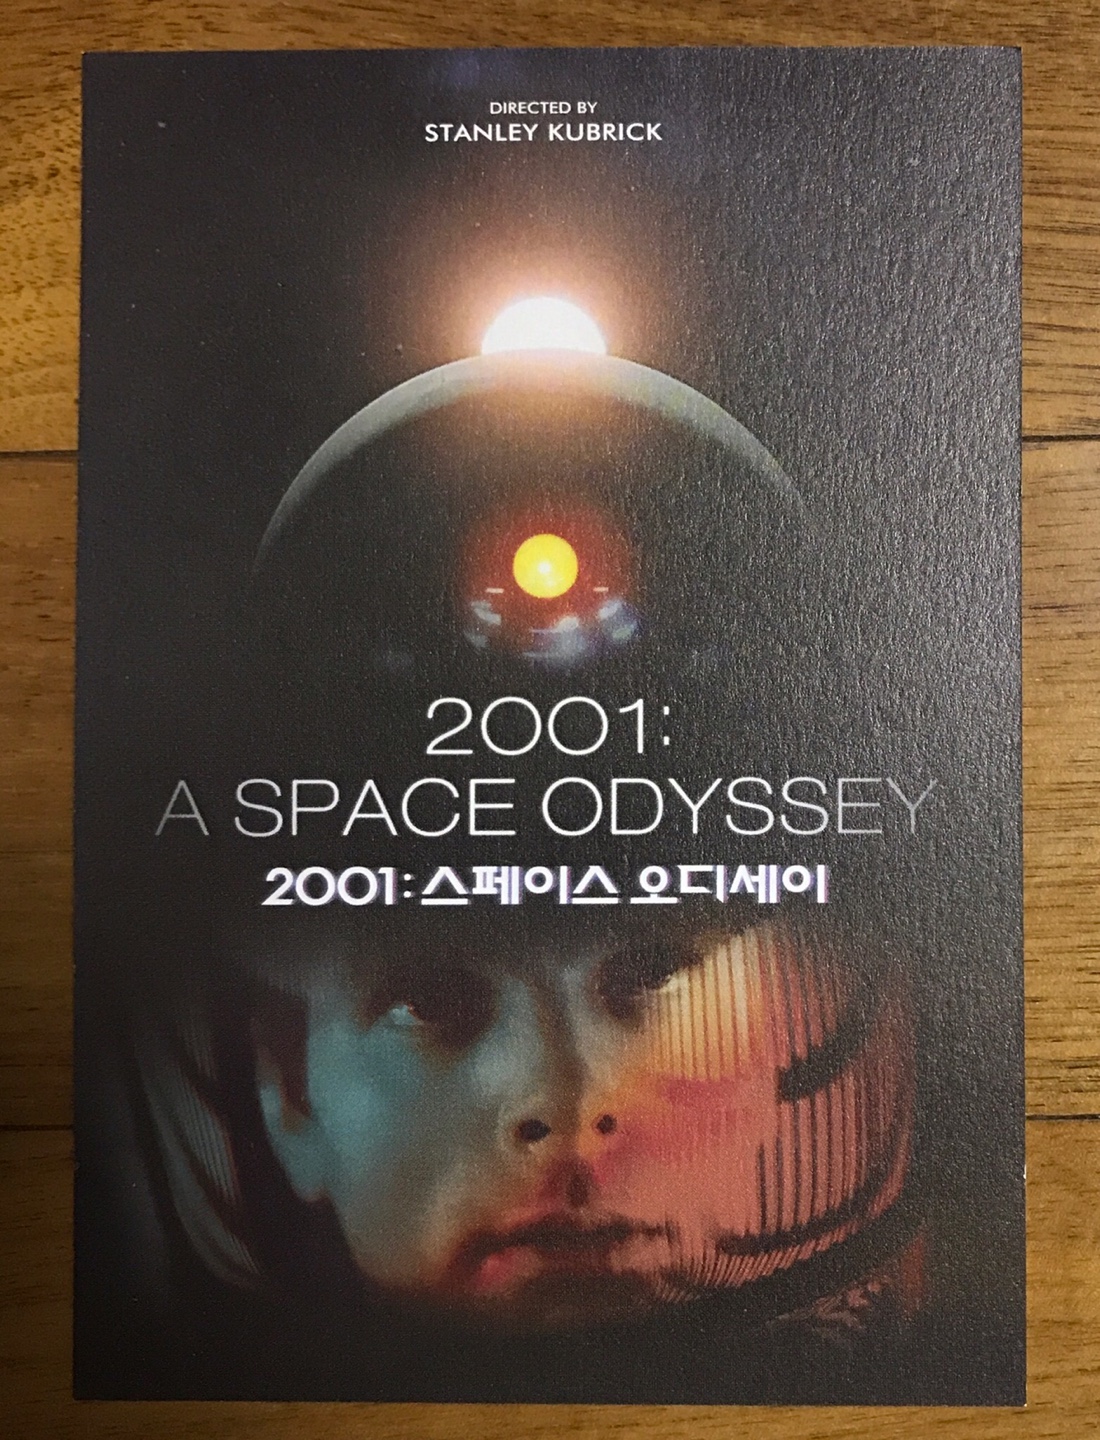 DIRECTED BY
STANLEY KUBRICK
2001:
A SPACE ODYSSEY
2001:스페이스 오디세이